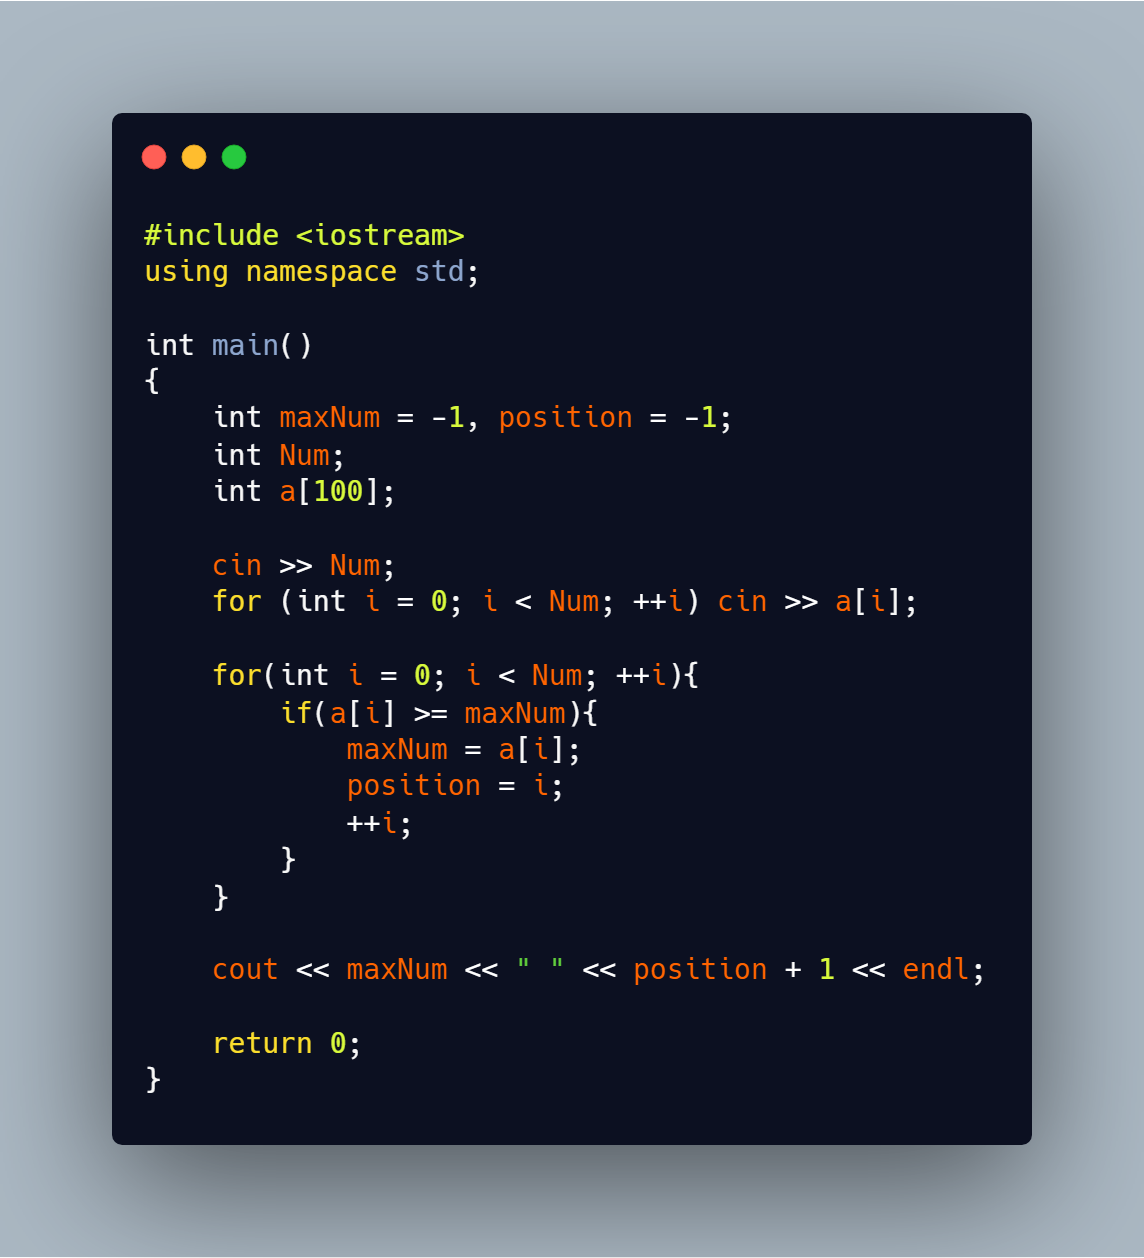 #include <iostream>
using namespace std;

int main()
{
    int maxNum = -1, position = -1;
    int Num;
    int a[100];

    cin >> Num;
    for (int i = 0; i < Num; ++i) cin >> a[i];

    for(int i = 0; i < Num; ++i){
        if(a[i] >= maxNum){
            maxNum = a[i];
            position = i;
            ++i;
        }
    }

    cout << maxNum << " " << position + 1 << endl;

    return 0;
}